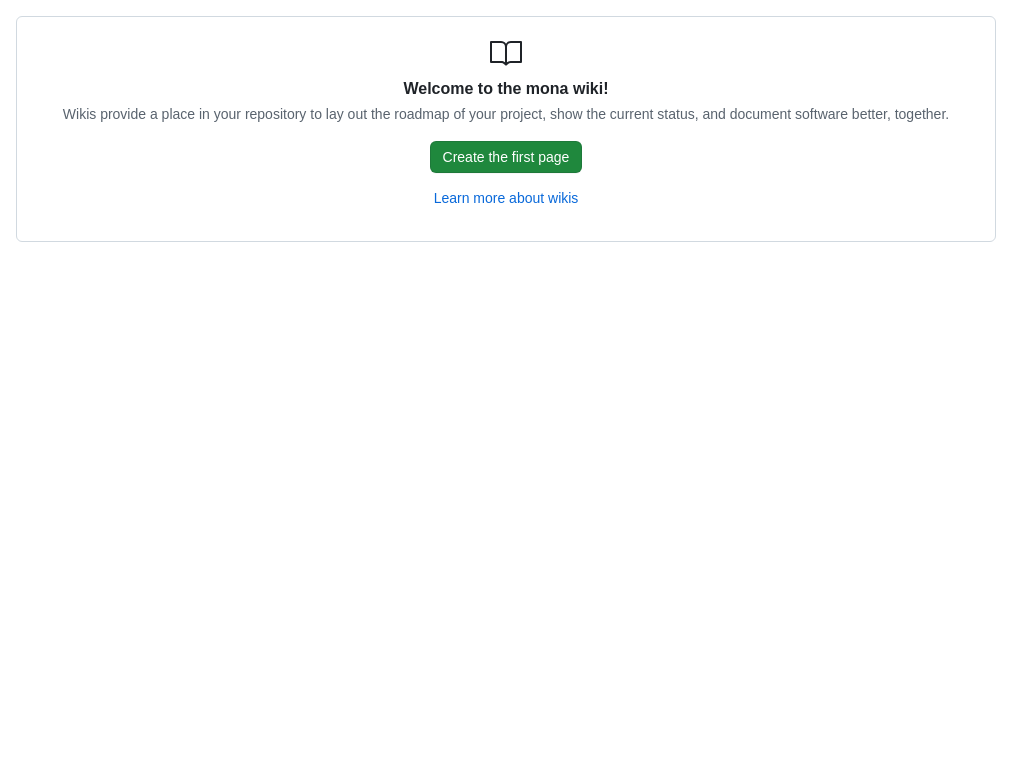 Welcome to the mona wiki!
Wikis provide a place in your repository to lay out the roadmap of your project, show the current status, and document software better, together.
Create the first page
Learn more about wikis